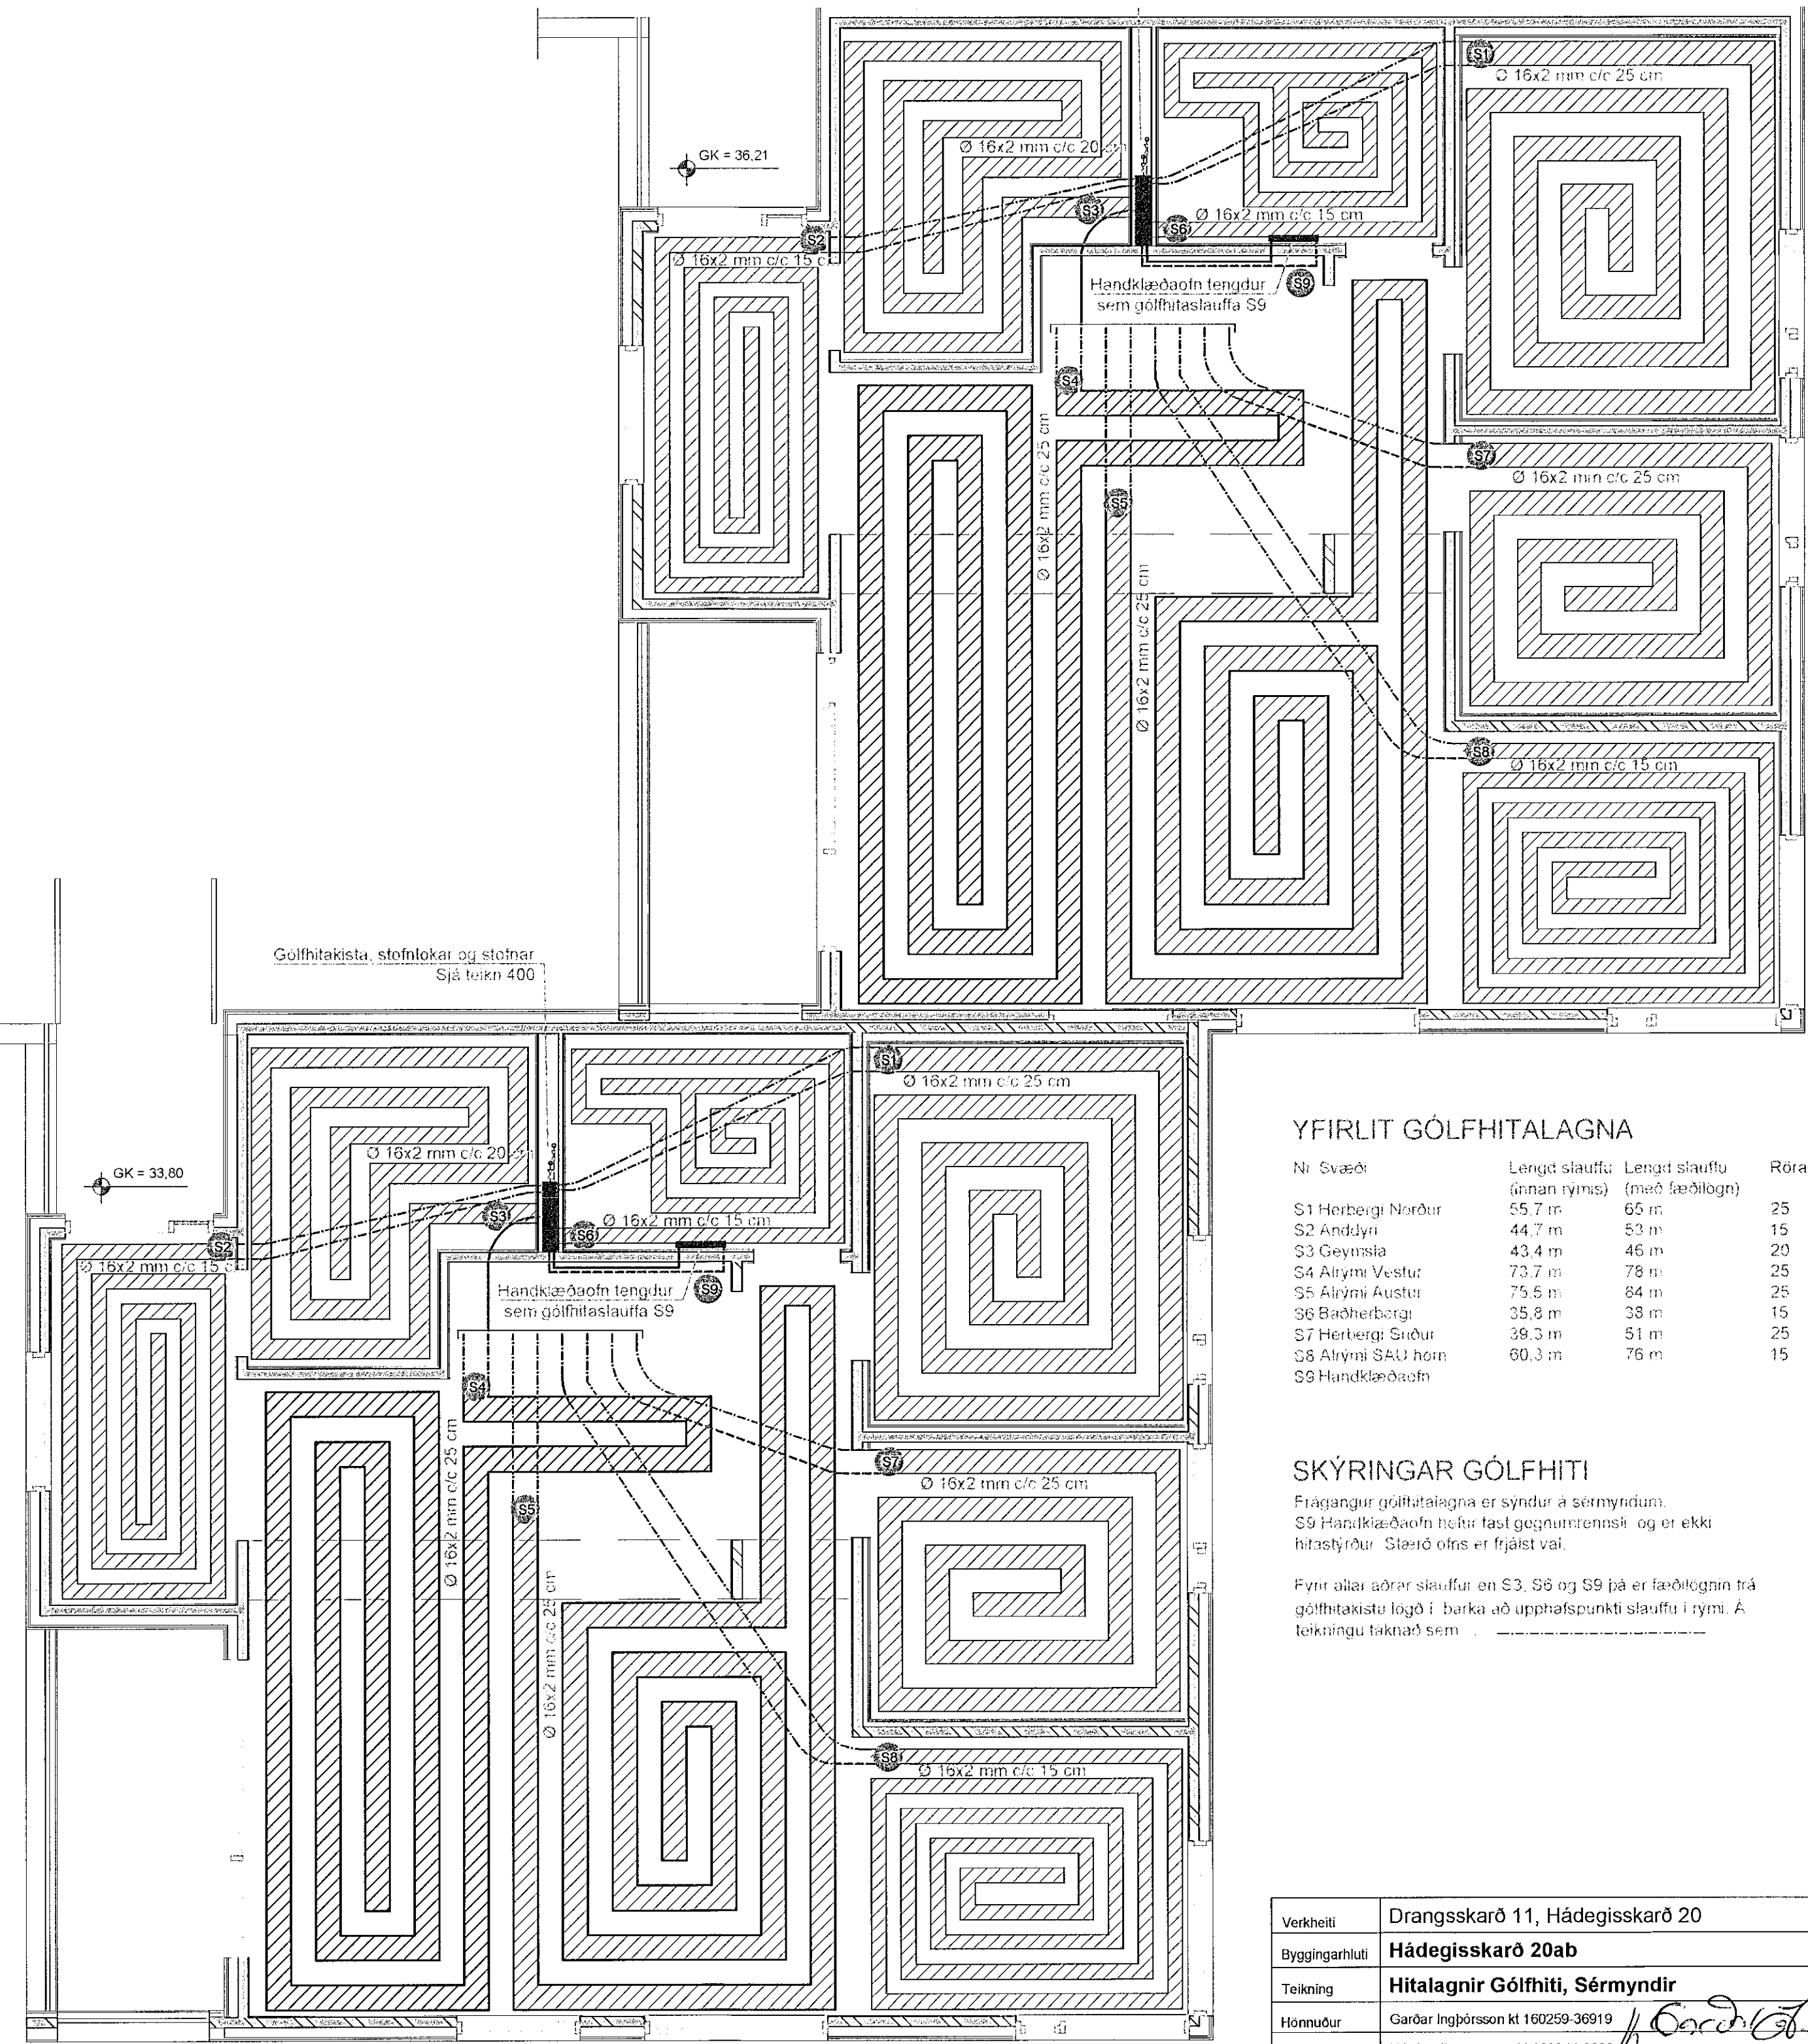 GK = 36,21
S1
Ø 16x2 mm c/c 25 cm
Ø 16x2 mm c/c 20 cm
S3
S2
Ø 16x2 mm c/c 15 c
Ø 16x2 mm c/c 15 cm
S6
Handklæðaofn tengdur
sem gólfhitaslauffa S9
S9
S4
S5
Ø 16x2 mm c/c 25 cm
Ø 16x2 mm c/c 25 cm
S7
Ø 16x2 mm c/c 25 cm
S8
Ø 16x2 mm c/c 15 cm
Gólfhitakista, stofnlokar og stofnar
Sjá teikn 400
GK = 33,80
S1
Ø 16x2 mm c/c 25 cm
Ø 16x2 mm c/c 20 cm
S3
S2
Ø 16x2 mm c/c 15 c
Ø 16x2 mm c/c 15 cm
S6
Handklæðaofn tengdur
sem gólfhitaslauffa S9
S9
S4
S5
Ø 16x2 mm c/c 25 cm
Ø 16x2 mm c/c 25 cm
S7
Ø 16x2 mm c/c 25 cm
S8
Ø 16x2 mm c/c 15 cm
YFIRLIT GÓLFHITALAGNA
Nr Svæði Lengd slauffu Lengd slauffu Röra
(innan rýmis) (með fæðilögn)
S1 Herbergi Norður 55,7 m 65 m 25
S2 Anddyri 44,7 m 53 m 15
S3 Geymsla 43,4 m 46 m 20
S4 Alrými Vestur 73,7 m 78 m 25
S5 Alrými Austur 75,5 m 84 m 25
S6 Baðherbergi 35,8 m 38 m 15
S7 Herbergi Suður 39,3 m 51 m 25
S8 Alrými SAU horn 60,3 m 76 m 15
S9 Handklæðaofn
SKÝRINGAR GÓLFHITI
Frágangur gólfhitalagna er sýndur á sérmyndum.
S9 Handklæðaofn hefur fast gegnumrennsli og er ekki
hitastýrður. Stærð ofns er frjálst val.
Fyrir allar aðrar slauffur en S3, S6 og S9 þá er fæðilögnin frá
gólfhitakistu lögð í barka að upphafspunkti slauffu í rými. Á
teikningu táknað sem
Verkheiti Drangsskarð 11, Hádegisskarð 20
Byggingarhluti Hádegisskarð 20ab
Teikning Hitalagnir Gólfhiti, Sérmyndir
Hönnuður Garðar Ingþórsson kt 160259-36919